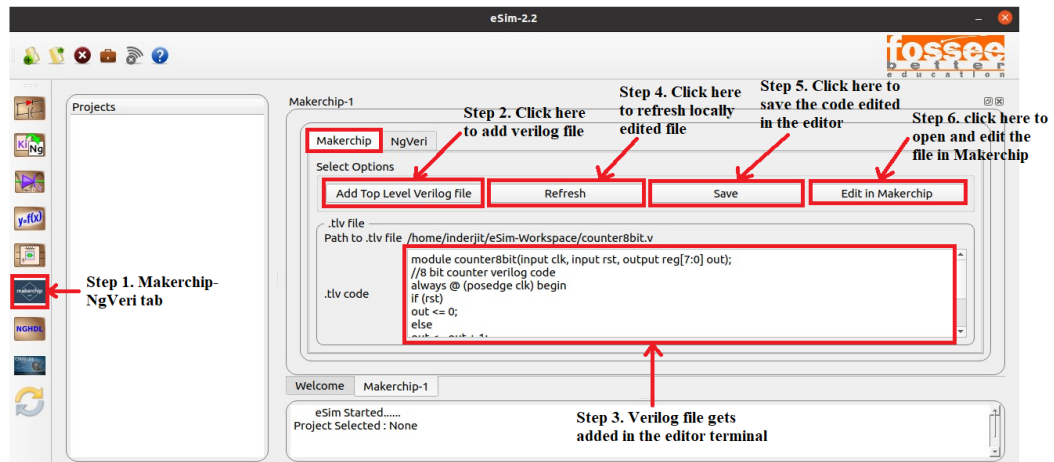 eSim-2.2
fossee
better
education
Projects
Makerchip-1
Step 2. Click here
to add verilog file
Step 4. Click here
to refresh locally
edited file
Step 5. Click here to
save the code edited
in the editor
Step 6. click here to
open and edit the
file in Makerchip
Makerchip
NgVeri
Select Options
Add Top Level Verilog file
Refresh
Save
Edit in Makerchip
.tlv file
Path to .tlv file /home/inderjit/eSim-Workspace/counter8bit.v
.tlv code
module counter8bit(input clk, input rst, output reg[7:0] out);
//8 bit counter verilog code
always @ (posedge clk) begin
if (rst)
out <= 0;
else
out <= out + 1;
Ki Ng
y=f(x)
makerchip
NGHDL
Step 1. Makerchip-
NgVeri tab
Welcome
Makerchip-1
eSim Started......
Project Selected : None
Step 3. Verilog file gets
added in the editor terminal